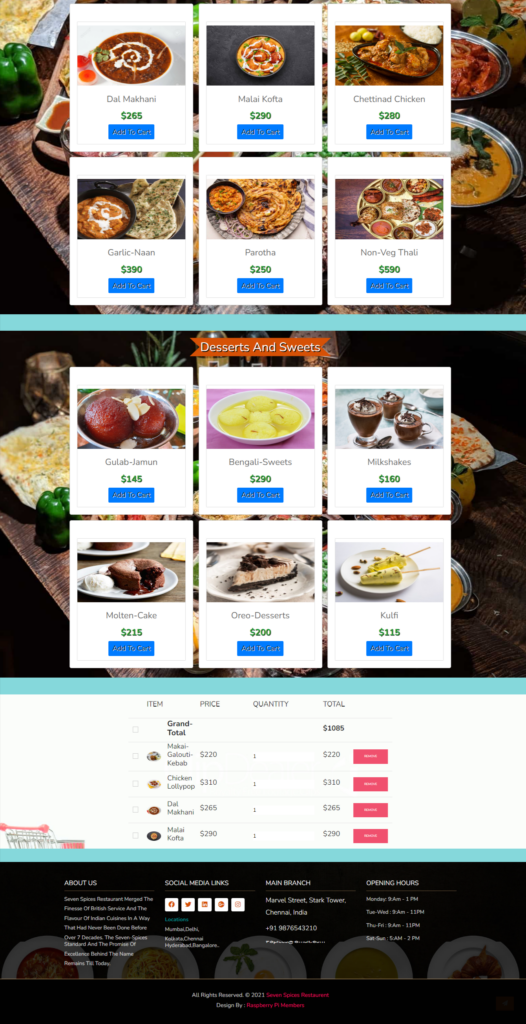 Dal Makhani
$265
Add To Cart
Malai Kofta
$290
Add To Cart
Chettinad Chicken
$280
Add To Cart
Garlic-Naan
$390
Add To Cart
Parotha
$250
Add To Cart
Non-Veg Thali
$590
Add To Cart
Desserts And Sweets
Gulab-Jamun
$145
Add To Cart
Bengali-Sweets
$290
Add To Cart
Milkshakes
$160
Add To Cart
Molten-Cake
$215
Add To Cart
Oreo-Desserts
$200
Add To Cart
Kulfi
$115
Add To Cart
ITEM PRICE QUANTITY TOTAL
Grand-
Total $1085
Makai-
Galouti-
Kebab $220 1 $220
Chicken
Lollypop $310 1 $310
Dal
Makhani $265 1 $265
Malai
Kofta $290 1 $290
ABOUT US
Seven Spices Restaurant Merged The
Finesse Of British Service And The
Flavour Of Indian Cuisines In A Way
That Had Never Been Done Before
Over 7 Decades. The Seven-Spices
Standard And The Promise Of
Excellence Behind The Name
Remains Till Today.
SOCIAL MEDIA LINKS
Locations
Mumbai,Delhi,
Kolkata,Chennai
Hyderabad,Bangalore..
MAIN BRANCH
Marvel Street, Stark Tower,
Chennai, India
+91 9876543210
OPENING HOURS
Monday: 9:Am - 1 PM
Tue-Wed : 9:Am - 11PM
Thu-Fri : 9:Am - 11PM
Sat-Sun : 5:AM - 2 PM
All Rights Reserved. © 2021 Seven Spices Restaurant
Design By : Raspberry PI Members